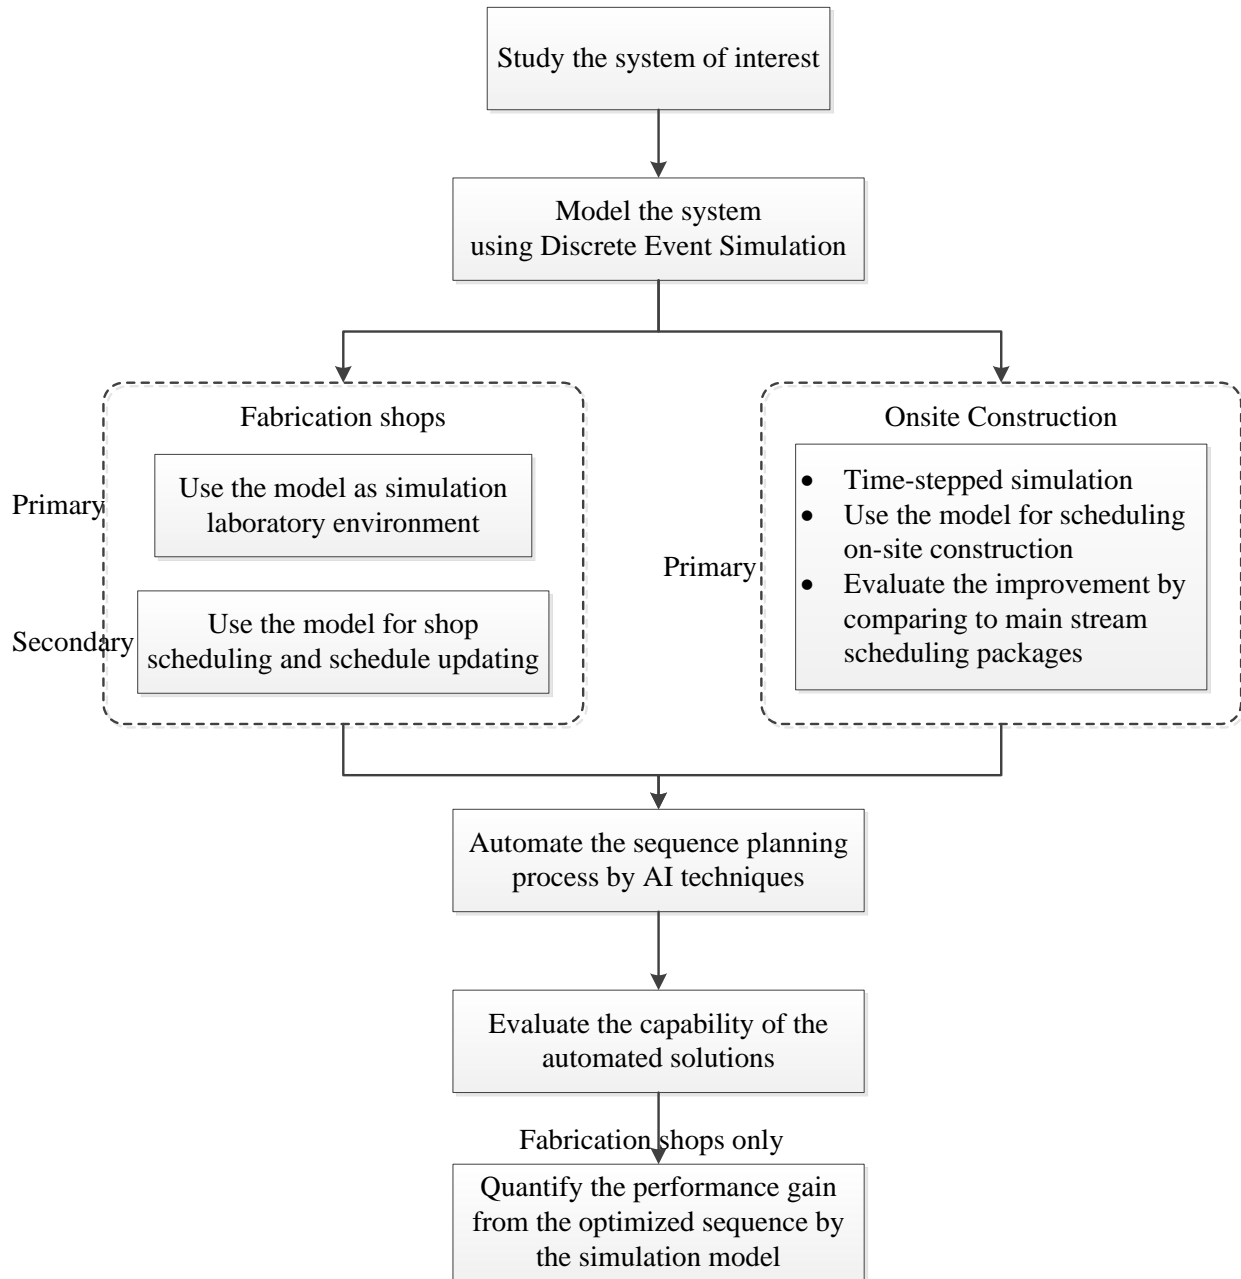 Study the system of interest
Model the system
using Discrete Event Simulation
Fabrication shops
Primary
Use the model as simulation
laboratory environment
Secondary
Use the model for shop
scheduling and schedule updating
Onsite Construction
Primary
• Time-stepped simulation
• Use the model for scheduling
on-site construction
• Evaluate the improvement by
comparing to main stream
scheduling packages
Automate the sequence planning
process by AI techniques
Evaluate the capability of the
automated solutions
Fabrication shops only
Quantify the performance gain
from the optimized sequence by
the simulation model